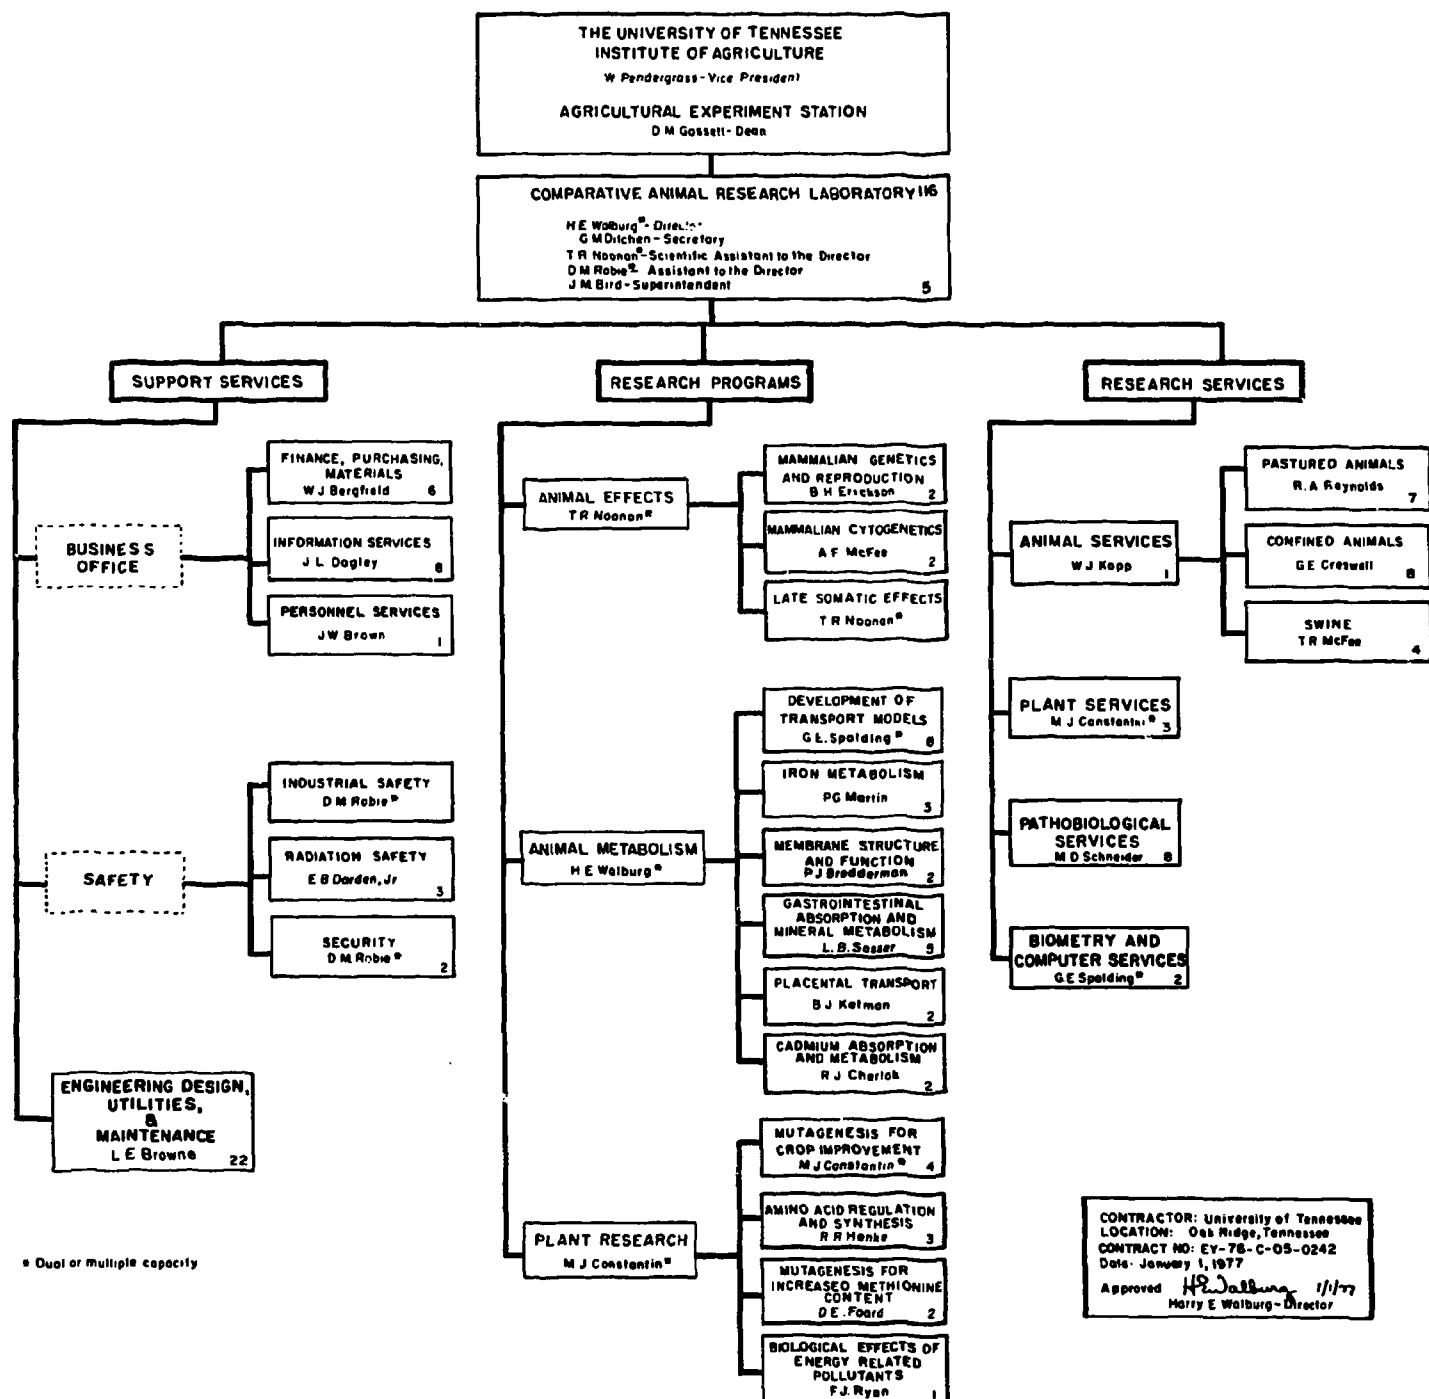 THE UNIVERSITY OF TENNESSEE
INSTITUTE OF AGRICULTURE
W Pendergrass - Vice President
AGRICULTURAL EXPERIMENT STATION
D M Gossett - Dean
COMPARATIVE ANIMAL RESEARCH LABORATORY 116
H E Walburg* - Director
G M Ditchen - Secretary
T R Noonan* - Scientific Assistant to the Director
D M Robie* - Assistant to the Director
J M Bird - Superintendent
5
SUPPORT SERVICES
RESEARCH PROGRAMS
RESEARCH SERVICES
BUSINESS
OFFICE
FINANCE, PURCHASING,
MATERIALS
W J Bergfield 6
INFORMATION SERVICES
J L Dagley
8
PERSONNEL SERVICES
J W Brown
1
SAFETY
INDUSTRIAL SAFETY
D M Robie*
RADIATION SAFETY
E B Darden, Jr
3
SECURITY
D M Robie*
2
ENGINEERING DESIGN,
UTILITIES,
&
MAINTENANCE
L E Browne
22
* Dual or multiple capacity
ANIMAL EFFECTS
T R Noonan*
MAMMALIAN GENETICS
AND REPRODUCTION
B H Erickson 2
MAMMALIAN CYTOGENETICS
A F McFee
2
LATE SOMATIC EFFECTS
T R Noonan*
ANIMAL METABOLISM
H E Walburg*
DEVELOPMENT OF
TRANSPORT MODELS
G E. Spalding*
IRON METABOLISM
P G Martin
3
MEMBRANE STRUCTURE
AND FUNCTION
P J Bredderman
2
GASTROINTESTINAL
ABSORPTION AND
MINERAL METABOLISM
L. B. Sasser 5
PLACENTAL TRANSPORT
B J Kelman
2
CADMIUM ABSORPTION
AND METABOLISM
R J Cherlok
2
PLANT RESEARCH
M J Constantin*
MUTAGENESIS FOR
CROP IMPROVEMENT
M J Constantin* 4
AMINO ACID REGULATION
AND SYNTHESIS
R R Henke 3
MUTAGENESIS FOR
INCREASED METHIONINE
CONTENT
D E. Foard 2
BIOLOGICAL EFFECTS OF
ENERGY RELATED
POLLUTANTS
F J. Ryan 1
ANIMAL SERVICES
W J Kopp
1
PASTURED ANIMALS
R. A Reynolds
7
CONFINED ANIMALS
G E Creswell
8
SWINE
T R McFee
4
PLANT SERVICES
M J Constantin* 3
PATHOBIOLOGICAL
SERVICES
M D Schneider 8
BIOMETRY AND
COMPUTER SERVICES
G E Spalding* 2
CONTRACTOR: University of Tennessee
LOCATION: Oak Ridge, Tennessee
CONTRACT NO: EY-76-C-05-0242
Date: January 1, 1977
Approved H E Walburg 1/1/77
Harry E Walburg - Director